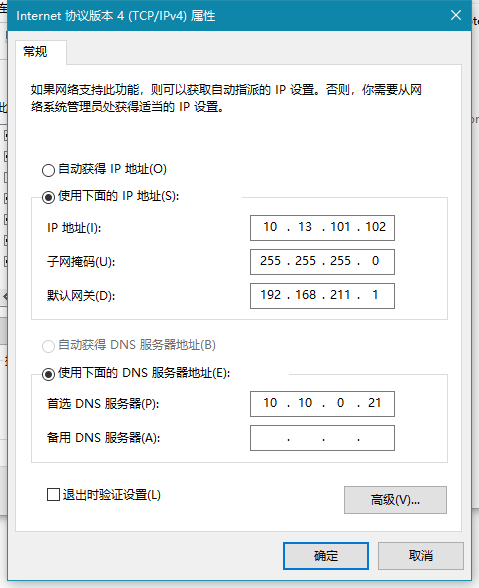 Internet 协议版本 4 (TCP/IPv4) 属性
常规
如果网络支持此功能，则可以获取自动指派的 IP 设置。否则，你需要从网
络系统管理员处获得适当的 IP 设置。
自动获得 IP 地址(O)
使用下面的 IP 地址(S):
IP 地址(I): 10 . 13 . 101 . 102
子网掩码(U): 255 . 255 . 255 . 0
默认网关(D): 192 . 168 . 211 . 1
自动获得 DNS 服务器地址(B)
使用下面的 DNS 服务器地址(E):
首选 DNS 服务器(P): 10 . 10 . 0 . 21
备用 DNS 服务器(A): . . .
退出时验证设置(L)
高级(V)...
确定 取消